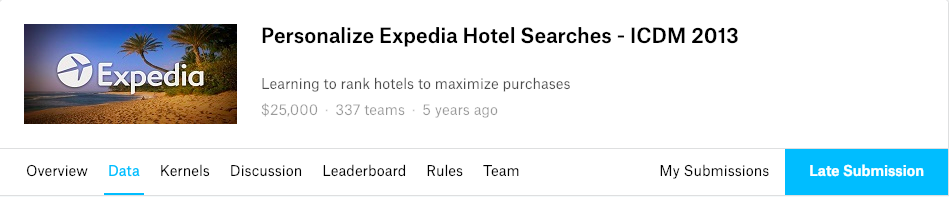 Expedia
Personalize Expedia Hotel Searches - ICDM 2013
Learning to rank hotels to maximize purchases
$25,000 · 337 teams · 5 years ago
Overview Data Kernels Discussion Leaderboard Rules Team My Submissions Late Submission